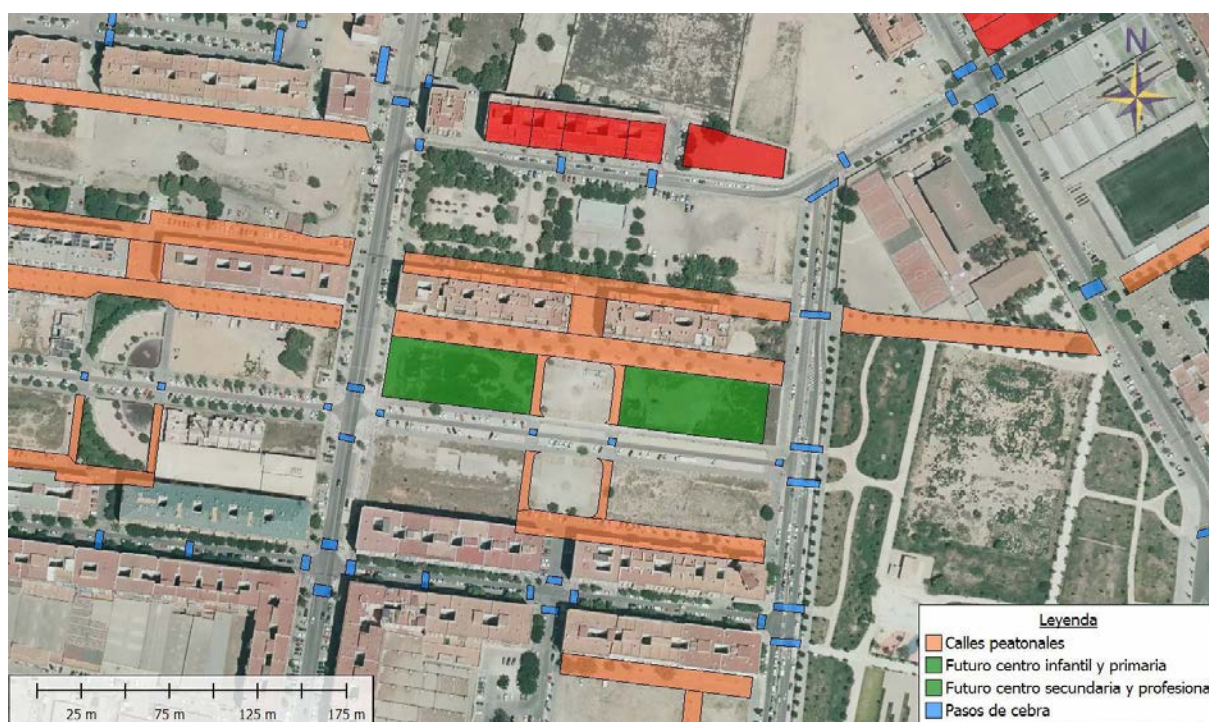 N
Leyenda
Calles peatonales
Futuro centro infantil y primaria
Futuro centro secundaria y profesiona
Pasos de cebra
25 m 75 m 125 m 175 m